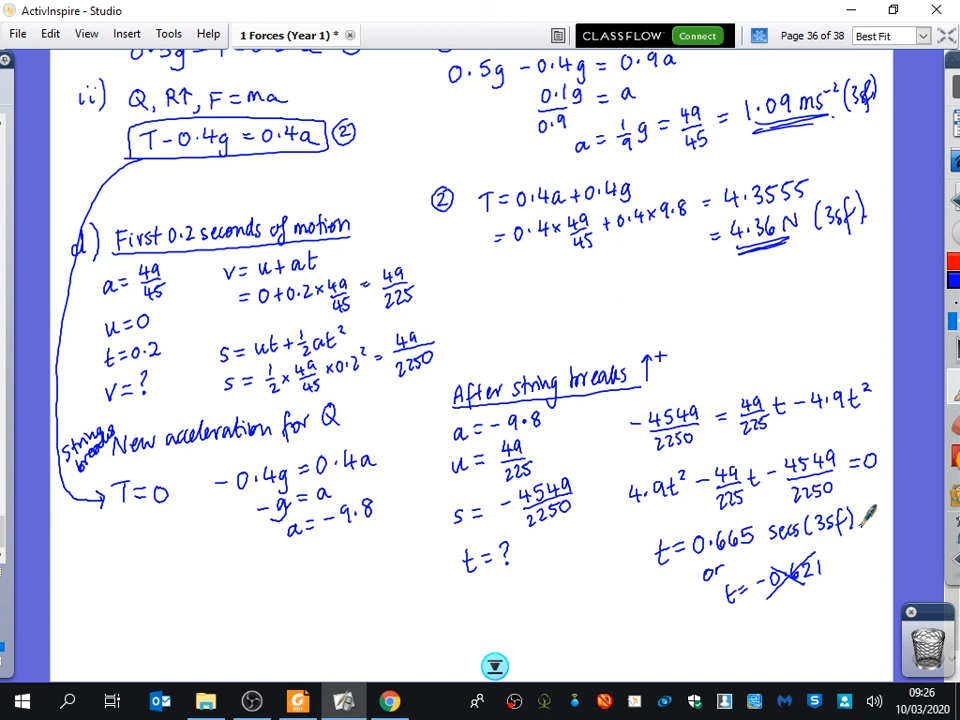 ActivInspire - Studio
File Edit View Insert Tools Help
1 Forces (Year 1) *
CLASSFLOW Connect
Page 36 of 38
Best Fit
ii) Q, R↑, F = ma
T - 0.4g = 0.4a ②
0.5g - 0.4g = 0.9a
0.1g/0.9 = a
a = 1/9 g = 49/45 = 1.09 ms⁻² (3sf)
② T = 0.4a + 0.4g
= 0.4 × 49/45 + 0.4 × 9.8 = 4.3555
= 4.36 N (3sf)
d) First 0.2 seconds of motion
a = 49/45
u = 0
t = 0.2
v = ?
v = u + at
= 0 + 0.2 × 49/45 = 49/225
s = ut + 1/2 at²
s = 1/2 × 49/45 × 0.2² = 49/2250
string breaks
New acceleration for Q
T = 0
- 0.4g = 0.4a
- g = a
a = -9.8
After string breaks ↑+
a = -9.8
u = 49/225
s = - 4549/2250
t = ?
- 4549/2250 = 49/225 t - 4.9t²
4.9t² - 49/225 t - 4549/2250 = 0
t = 0.665 secs (3sf)
or
t = -0.621
09:26
10/03/2020